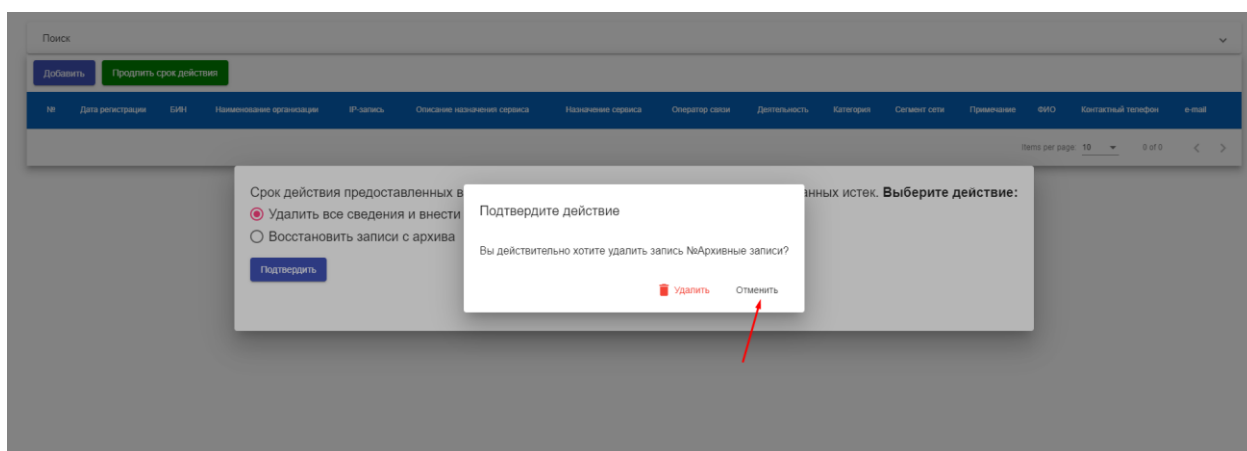 Поиск
Добавить Продлить срок действия
№ Дата регистрации БИН Наименование организации IP-запись Описание назначения сервиса Назначение сервиса Оператор связи Деятельность Категория Сегмент сети Примечание ФИО Контактный телефон e-mail
Items per page: 10 0 of 0
Срок действия предоставленных в анных истек. Выберите действие:
Удалить все сведения и внести
Восстановить записи с архива
Подтвердить
Подтвердите действие
Вы действительно хотите удалить запись №Архивные записи?
Удалить Отменить